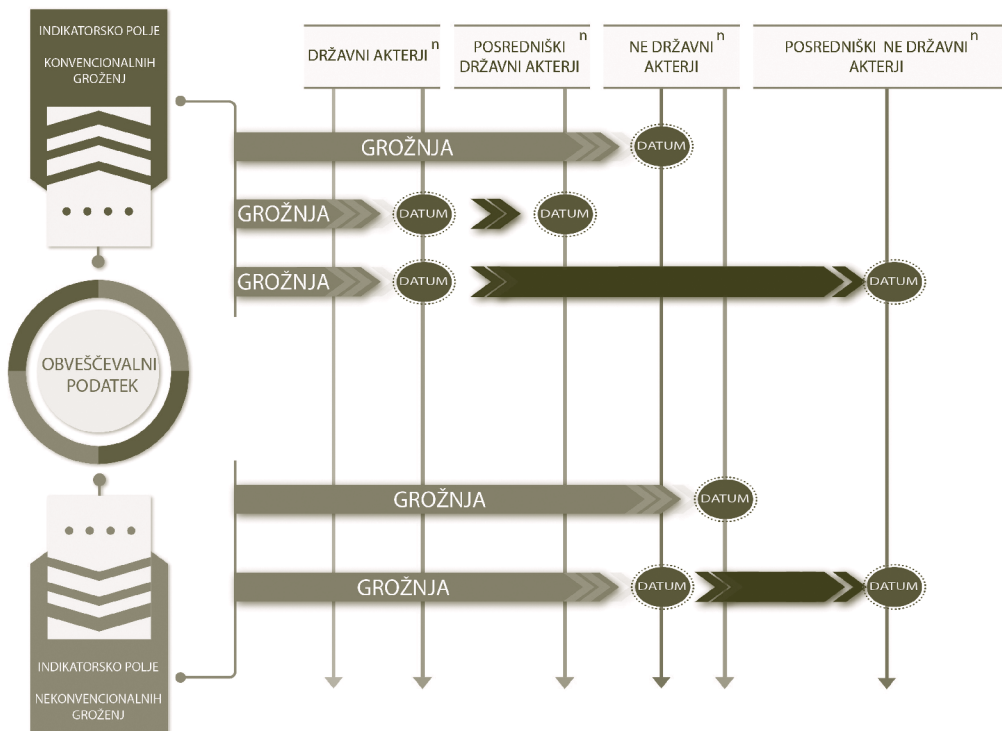 INDIKATORSKO POLJE
KONVENCIONALNIH
GROŽENJ
DRŽAVNI AKTERJI n
POSREDNIŠKI n
DRŽAVNI AKTERJI
NE DRŽAVNI n
AKTERJI
POSREDNIŠKI NE DRŽAVNI n
AKTERJI
GROŽNJA
DATUM
GROŽNJA
DATUM
DATUM
GROŽNJA
DATUM
DATUM
OBVEŠČEVALNI
PODATEK
GROŽNJA
DATUM
GROŽNJA
DATUM
DATUM
INDIKATORSKO POLJE
NEKONVENCIONALNIH
GROŽENJ